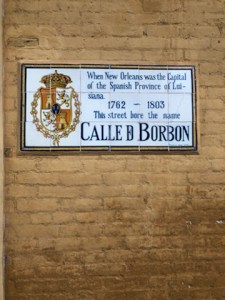 When New Orleans was the Capital
of the Spanish Province of Lui-
siana
1762 - 1803
This street bore the name
CALLE D BORBON